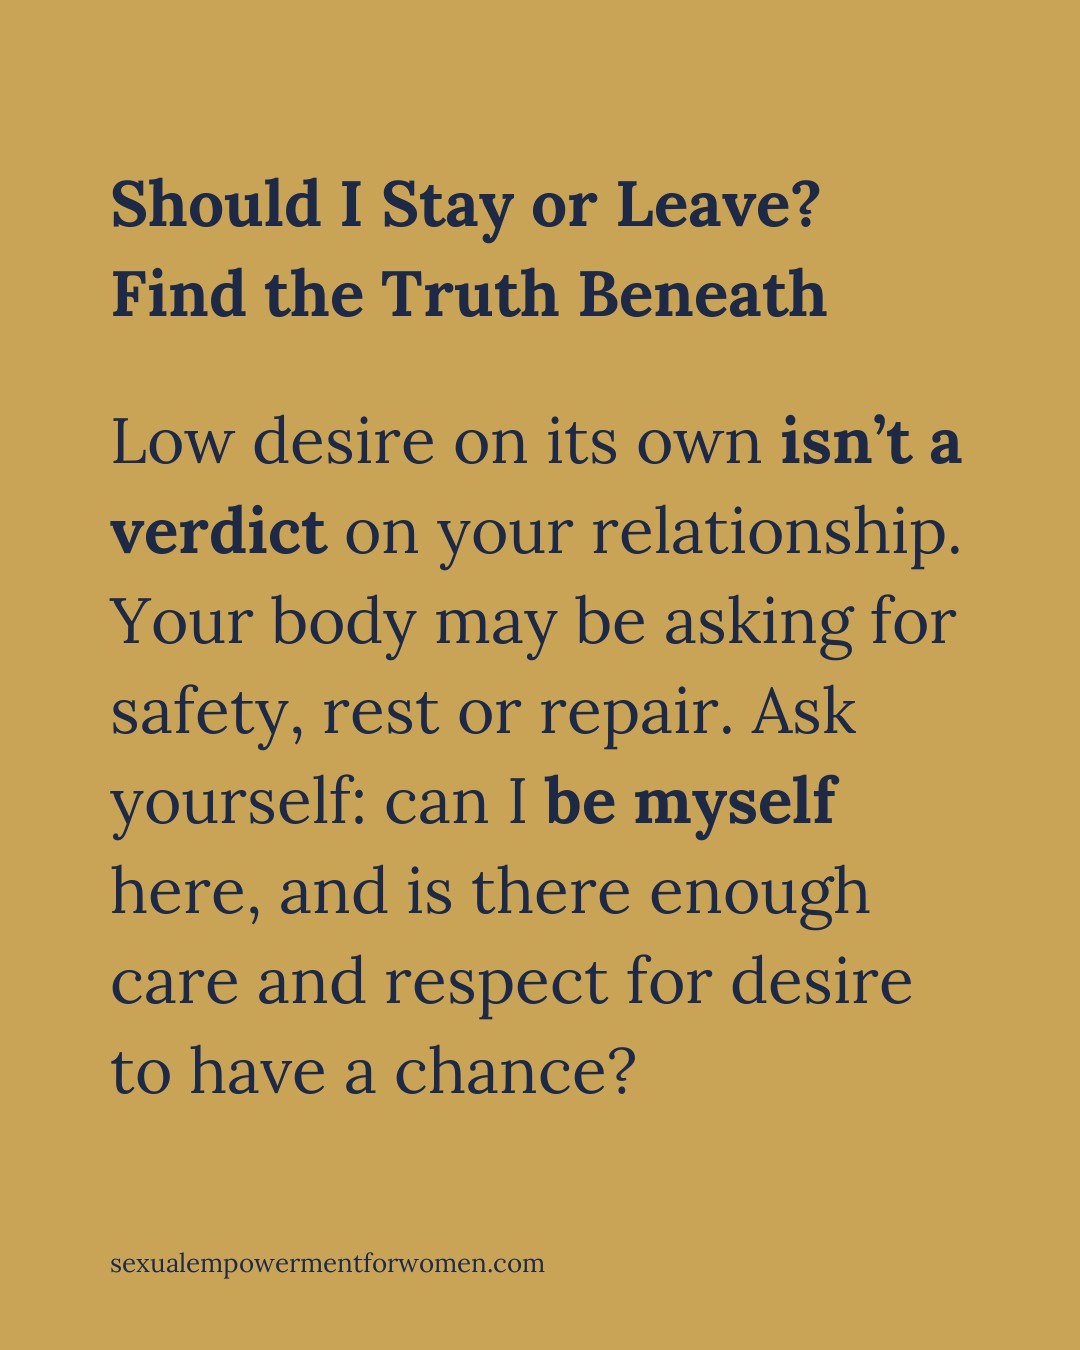 Should I Stay or Leave?
Find the Truth Beneath
Low desire on its own isn’t a
verdict on your relationship.
Your body may be asking for
safety, rest or repair. Ask
yourself: can I be myself
here, and is there enough
care and respect for desire
to have a chance?
sexualempowermentforwomen.com